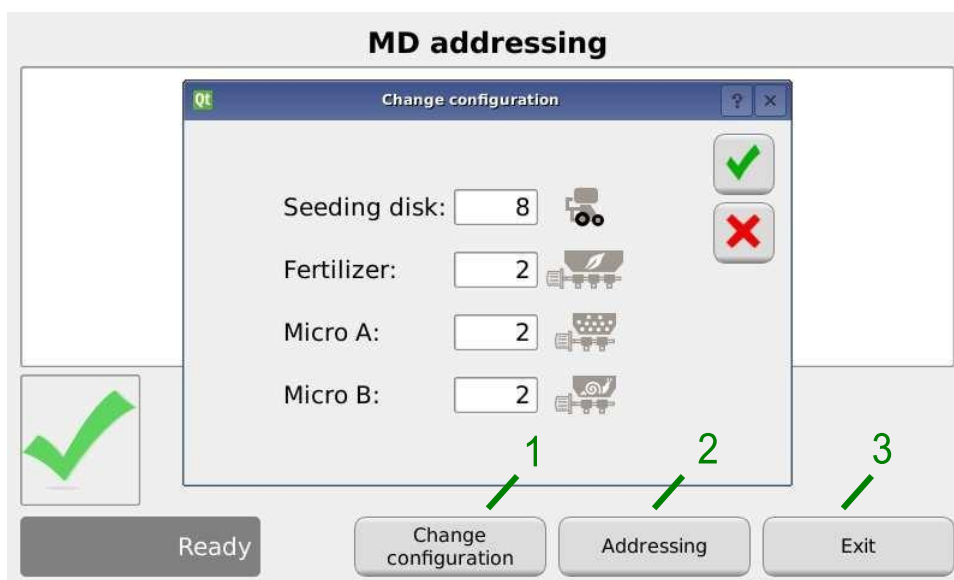 MD addressing
Qt Change configuration ? ×
Seeding disk: 8
Fertilizer: 2
Micro A: 2
Micro B: 2
1 2 3
Ready
Change
configuration
Addressing
Exit